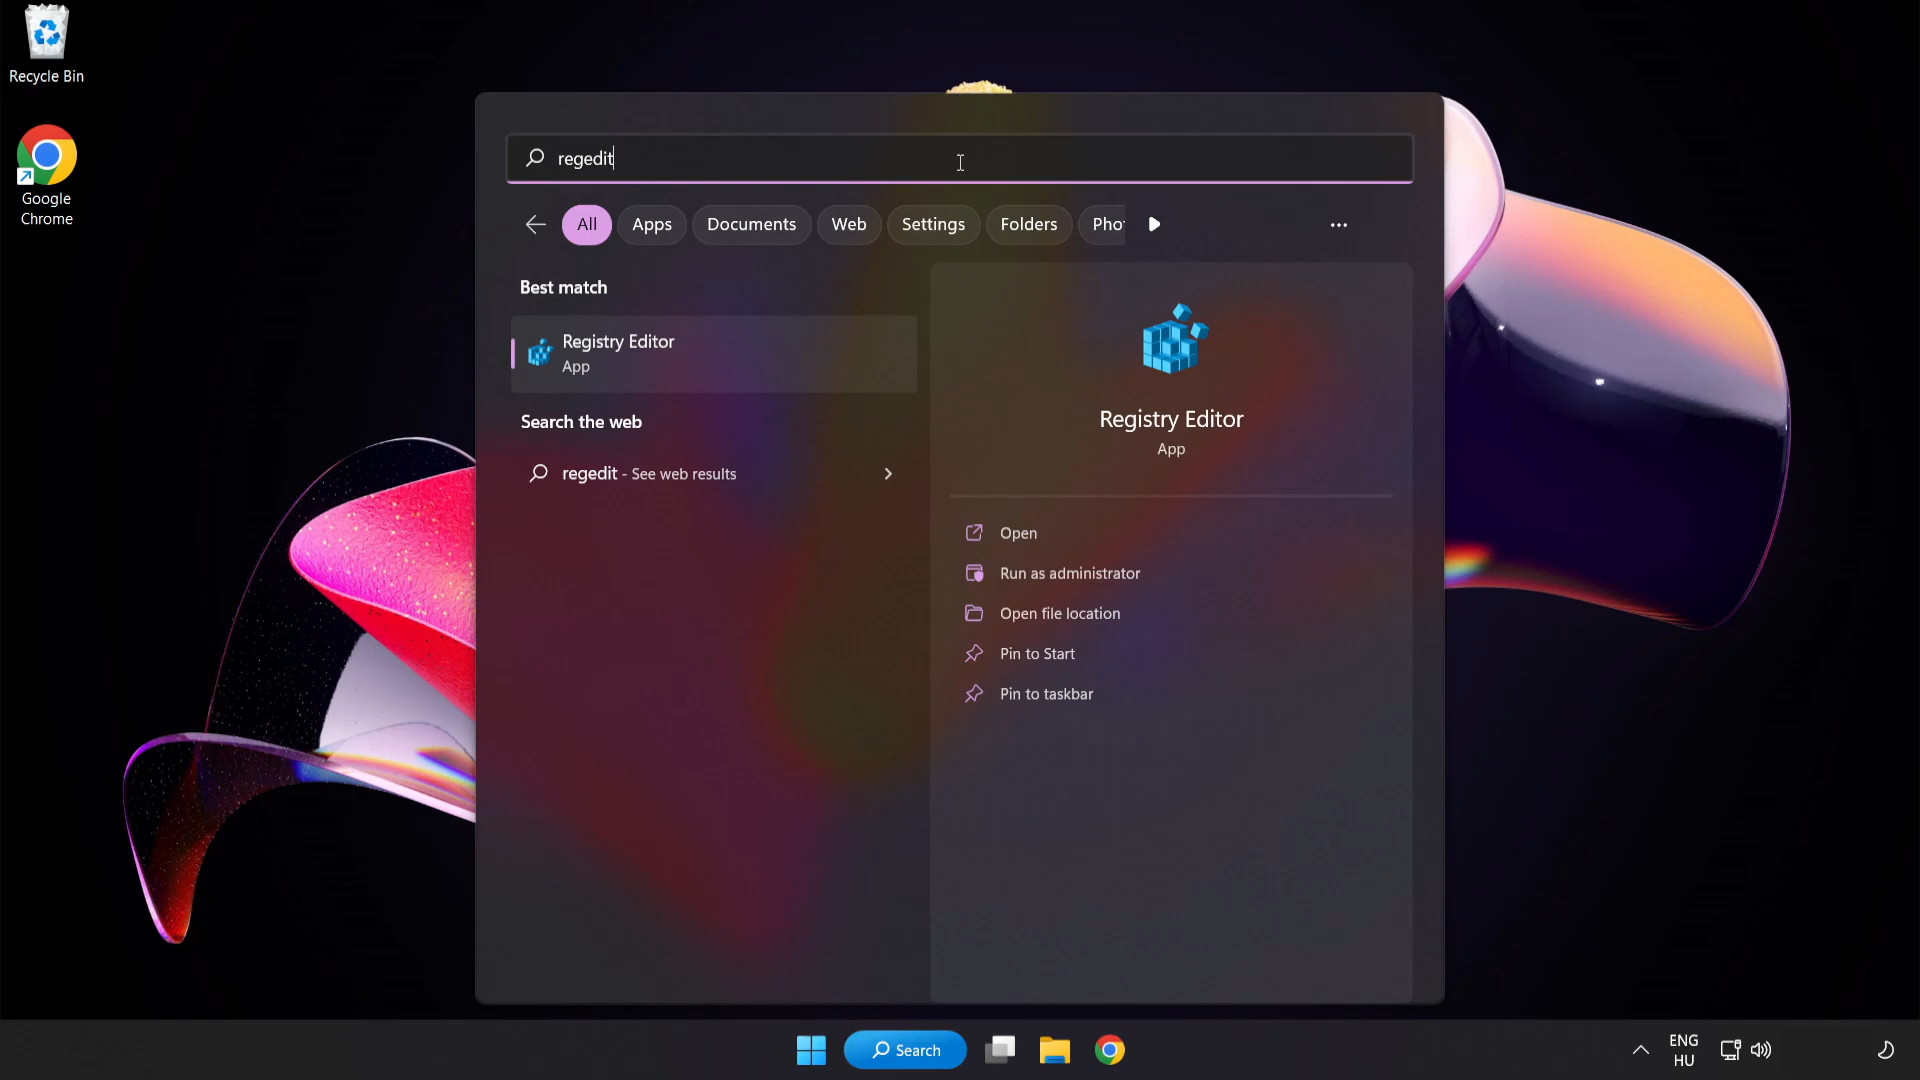 Recycle Bin
Google
Chrome
regedit
All
Apps
Documents
Web
Settings
Folders
Best match
Registry Editor
App
Search the web
regedit - See web results
Registry Editor
App
Open
Run as administrator
Open file location
Pin to Start
Pin to taskbar
Search
ENG
HU